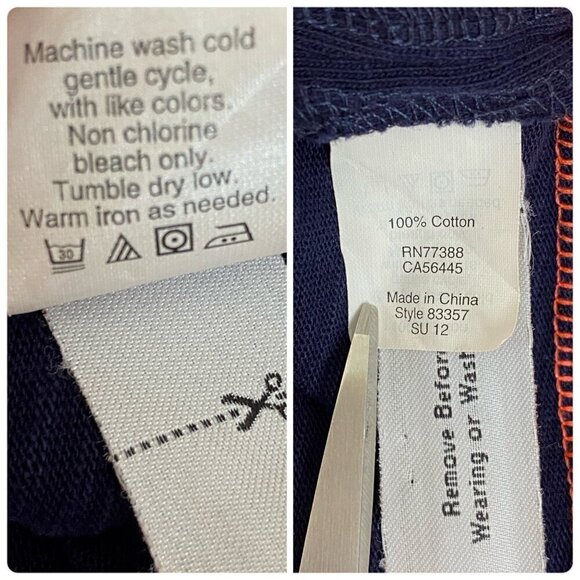 Machine wash cold
gentle cycle,
with like colors.
Non chlorine
bleach only.
Tumble dry low.
Warm iron as needed.
30
100% Cotton
RN77388
CA56445
Made in China
Style 83357
SU 12
Remove Befor
Wearing or Wash